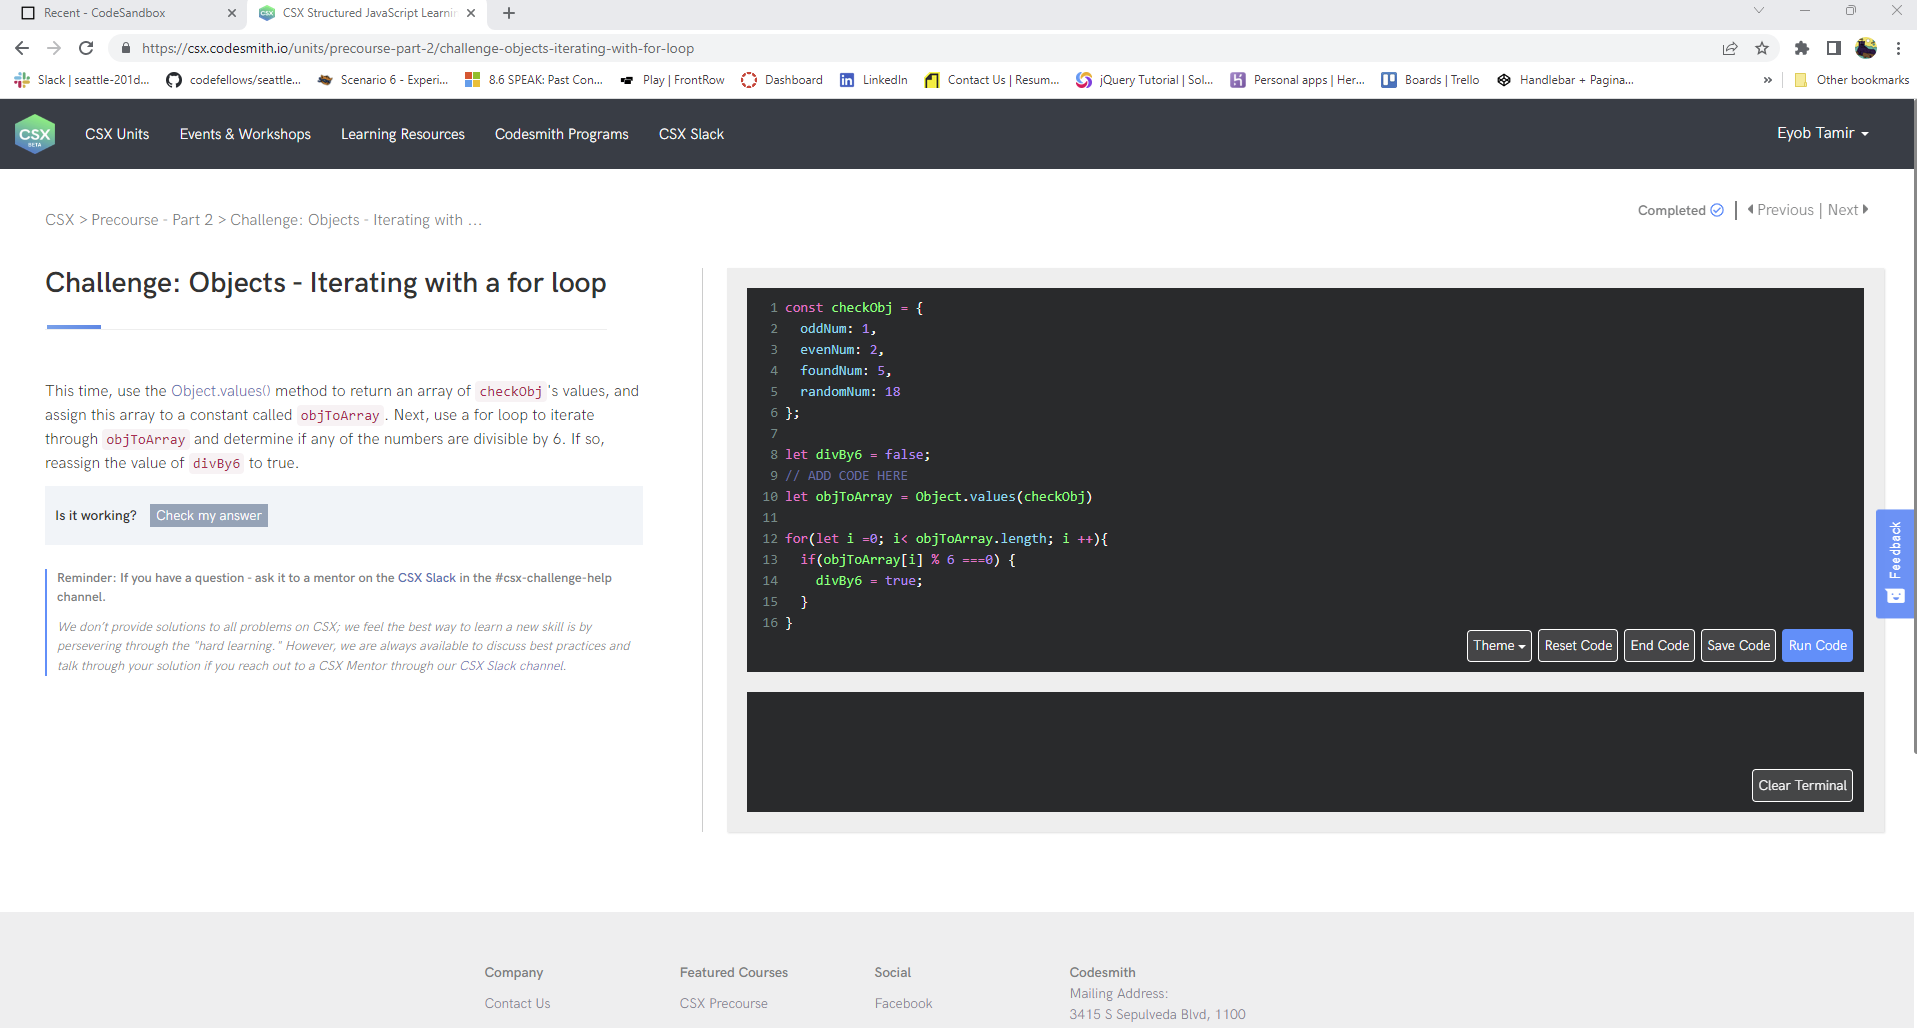 Recent - CodeSandbox
CSX Structured JavaScript Learnin
https://csx.codesmith.io/units/precourse-part-2/challenge-objects-iterating-with-for-loop
Slack | seattle-201d... codefellows/seattle... Scenario 6 - Experi... 8.6 SPEAK: Past Con... Play | FrontRow Dashboard LinkedIn Contact Us | Resum... jQuery Tutorial | Sol... Personal apps | Her... Boards | Trello Handlebar + Pagina... » Other bookmarks
CSX BETA
CSX Units Events & Workshops Learning Resources Codesmith Programs CSX Slack Eyob Tamir
CSX > Precourse - Part 2 > Challenge: Objects - Iterating with ...
Completed | Previous | Next
Challenge: Objects - Iterating with a for loop
This time, use the Object.values() method to return an array of checkObj 's values, and
assign this array to a constant called objToArray . Next, use a for loop to iterate
through objToArray and determine if any of the numbers are divisible by 6. If so,
reassign the value of divBy6 to true.
Is it working? Check my answer
Reminder: If you have a question - ask it to a mentor on the CSX Slack in the #csx-challenge-help
channel.
We don't provide solutions to all problems on CSX; we feel the best way to learn a new skill is by
persevering through the "hard learning." However, we are always available to discuss best practices and
talk through your solution if you reach out to a CSX Mentor through our CSX Slack channel.
1 const checkObj = {
2   oddNum: 1,
3   evenNum: 2,
4   foundNum: 5,
5   randomNum: 18
6 };
7
8 let divBy6 = false;
9 // ADD CODE HERE
10 let objToArray = Object.values(checkObj)
11
12 for(let i =0; i< objToArray.length; i ++){
13   if(objToArray[i] % 6 ===0) {
14     divBy6 = true;
15   }
16 }
Theme Reset Code End Code Save Code Run Code
Clear Terminal
Feedback
Company
Contact Us
Featured Courses
CSX Precourse
Social
Facebook
Codesmith
Mailing Address:
3415 S Sepulveda Blvd, 1100